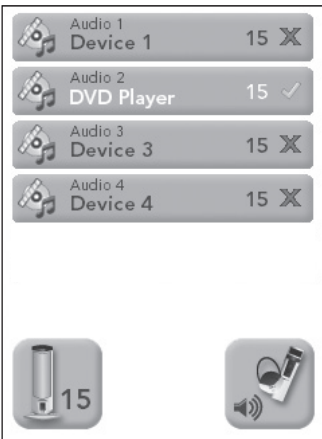 Audio 1
Device 1 15
Audio 2
DVD Player 15
Audio 3
Device 3 15
Audio 4
Device 4 15
15